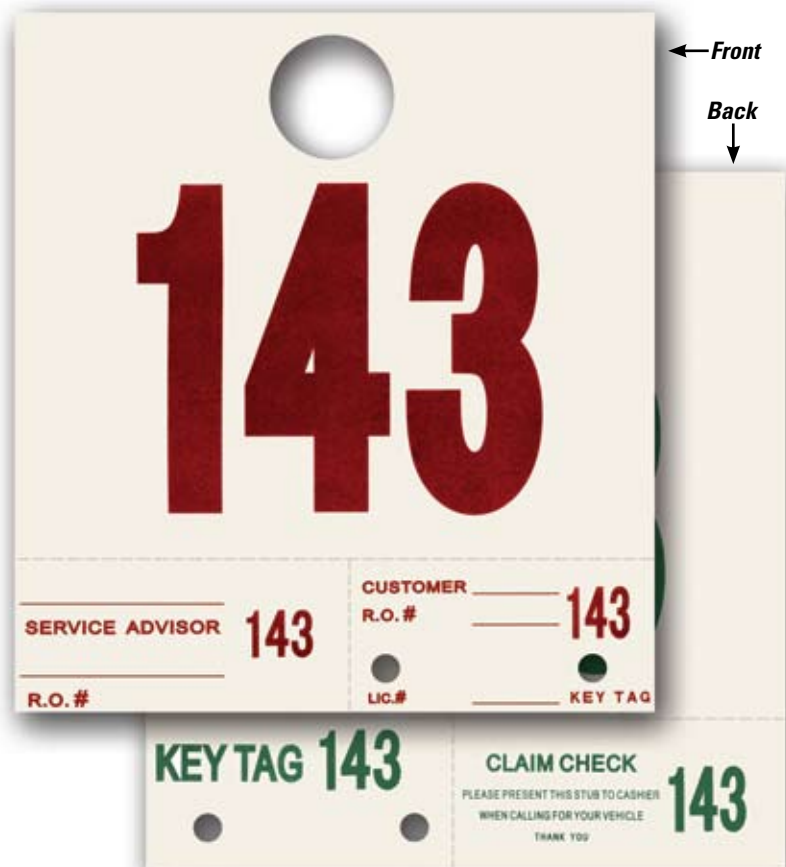 Front
Back
143
SERVICE ADVISOR 143
R.O.#
CUSTOMER
R.O.# 143
LIC.# KEY TAG
KEY TAG 143
CLAIM CHECK
PLEASE PRESENT THIS STUB TO CASHIER
WHEN CALLING FOR YOUR VEHICLE
THANK YOU
143